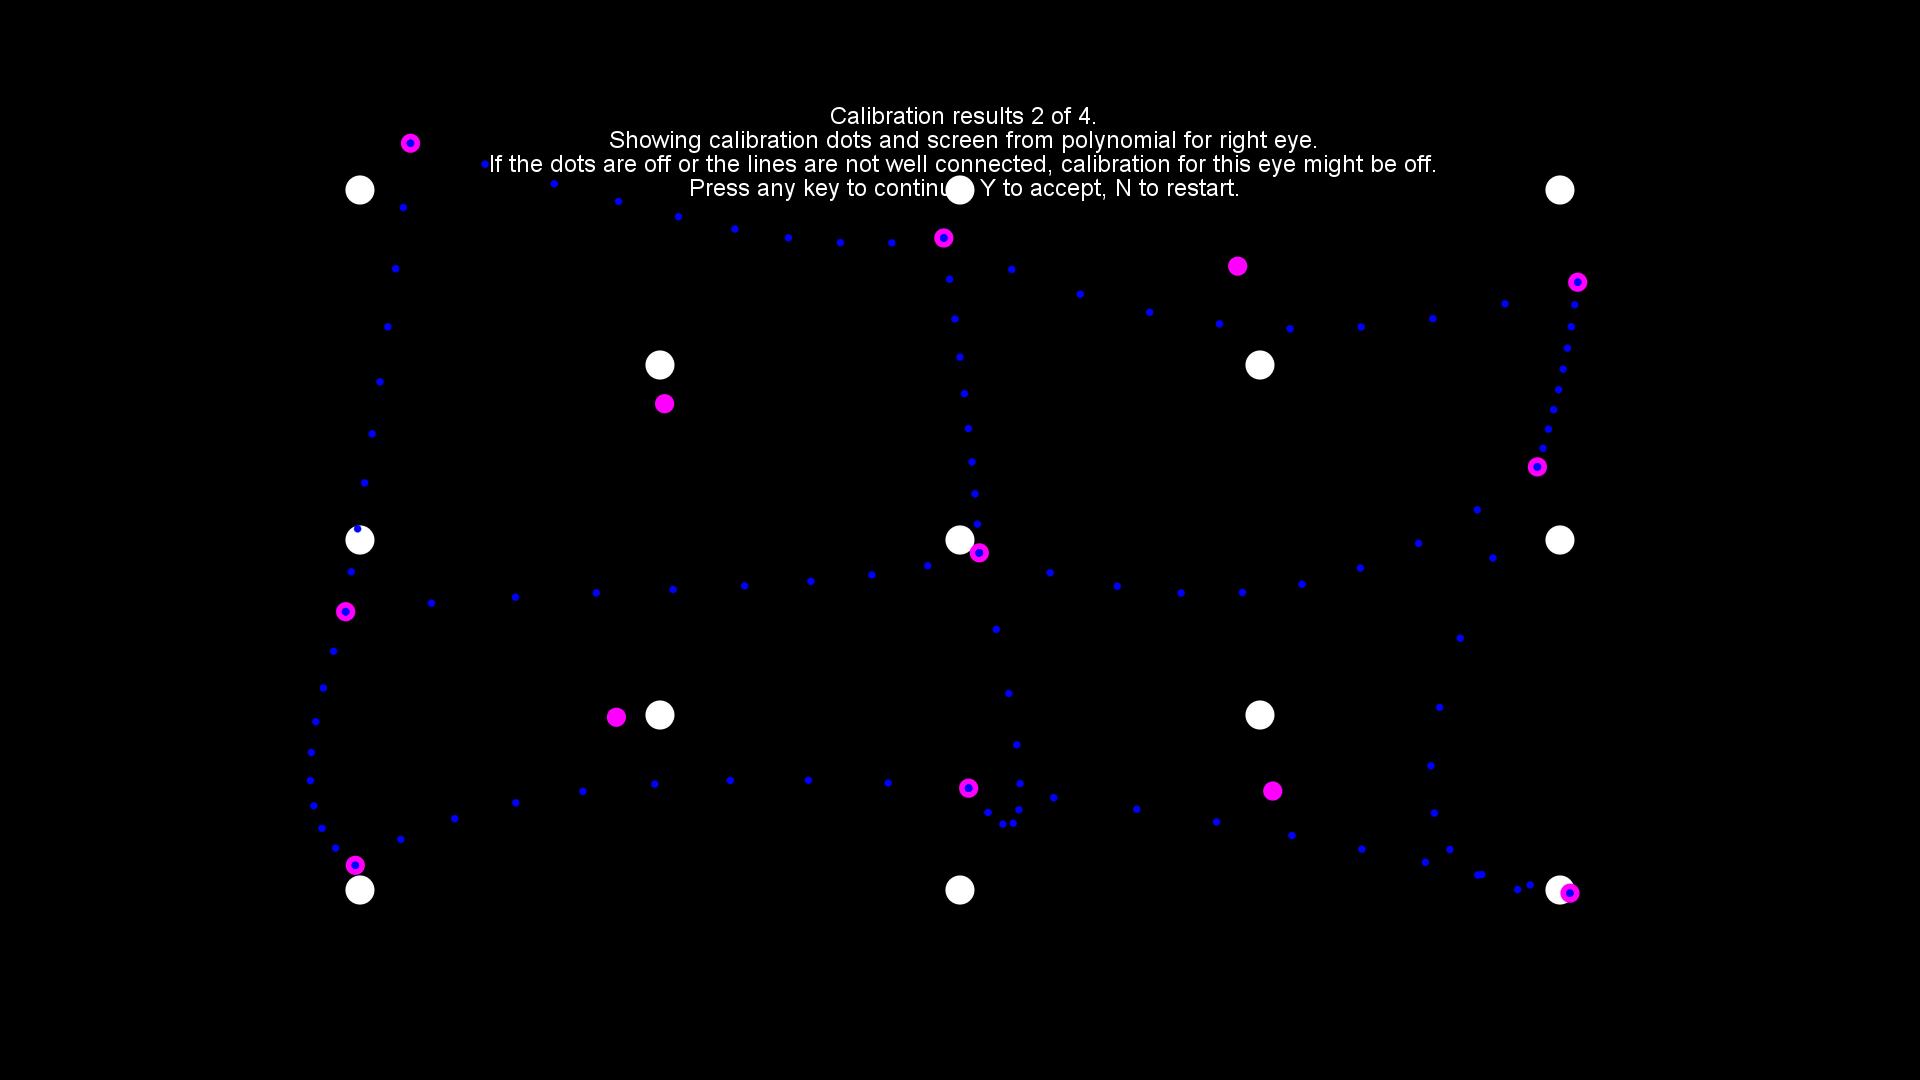 Calibration results 2 of 4.
Showing calibration dots and screen from polynomial for right eye.
If the dots are off or the lines are not well connected, calibration for this eye might be off.
Press any key to continu Y to accept, N to restart.